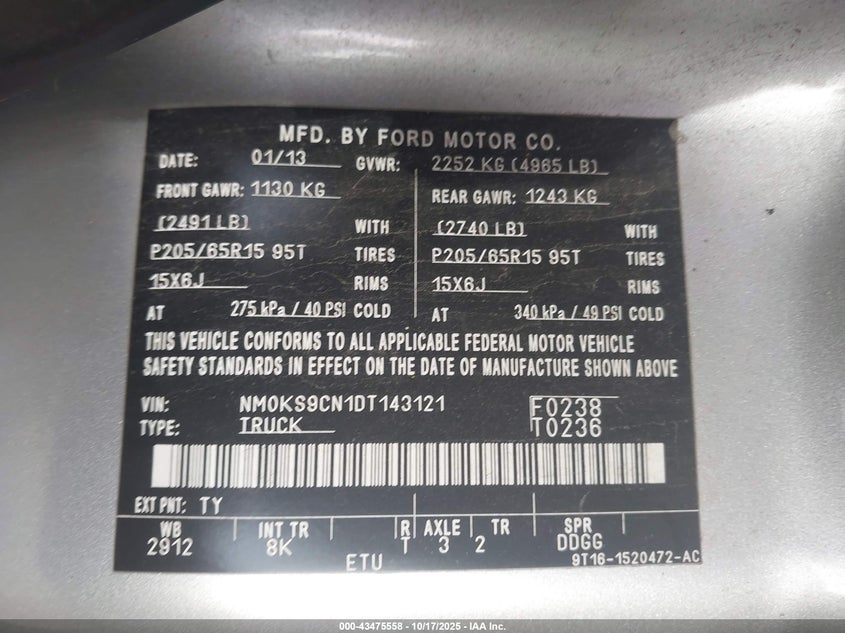 MFD. BY FORD MOTOR CO.
DATE: 01/13 GVWR: 2252 KG (4965 LB)
FRONT GAWR: 1130 KG REAR GAWR: 1243 KG
(2491 LB) WITH (2740 LB) WITH
P205/65R15 95T TIRES P205/65R15 95T TIRES
15X6J RIMS 15X6J RIMS
AT 275 kPa / 40 PSI COLD AT 340 kPa / 49 PSI COLD
THIS VEHICLE CONFORMS TO ALL APPLICABLE FEDERAL MOTOR VEHICLE
SAFETY STANDARDS IN EFFECT ON THE DATE OF MANUFACTURE SHOWN ABOVE
VIN: NM0KS9CN1DT143121 F0238
TYPE: TRUCK T0236
EXT PNT: TY
WB INT TR R AXLE TR SPR
2912 8K T 3 2 DDGG
ETU 9T16-1520472-AC
000-43475558 - 10/17/2025 - IAA Inc.